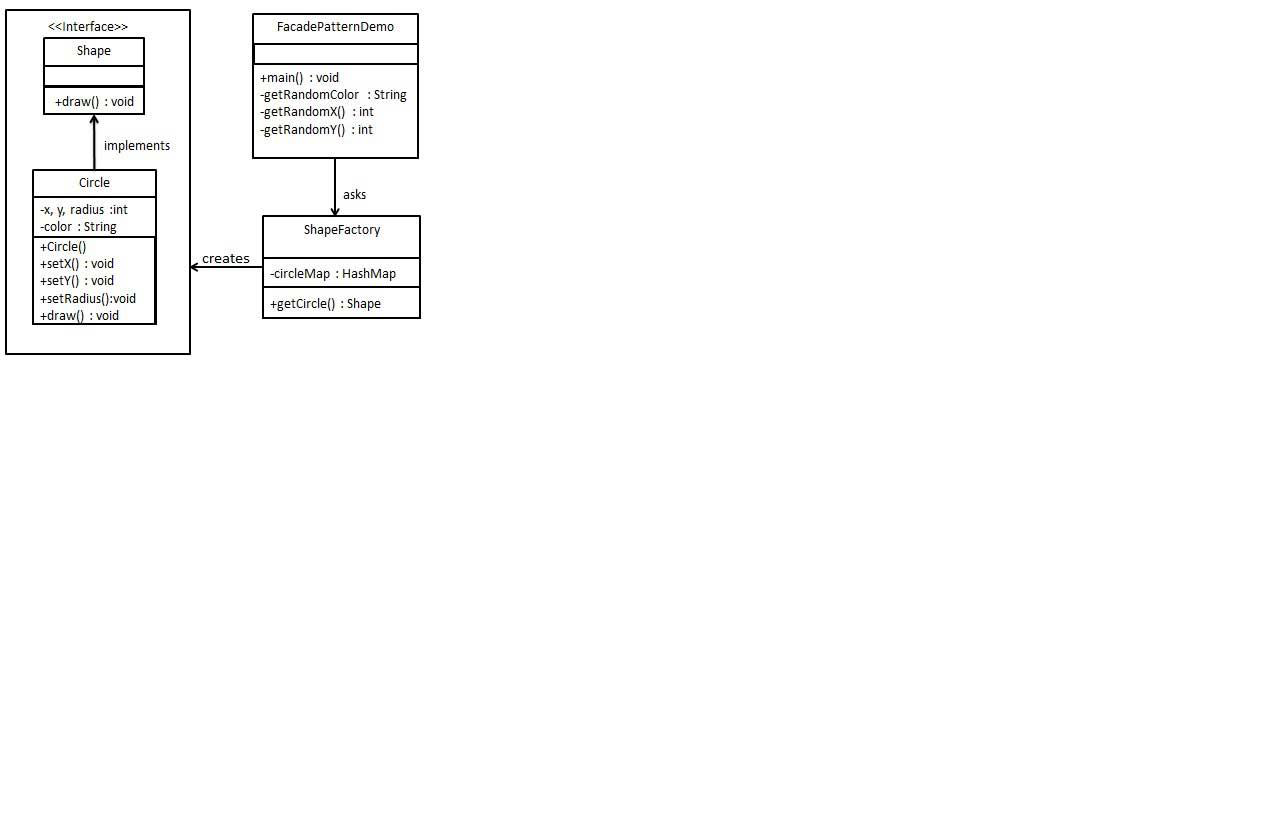 <<Interface>>
Shape
+draw() : void
implements
Circle
-x, y, radius :int
-color : String
+Circle()
+setX() : void
+setY() : void
+setRadius():void
+draw() : void
FacadePatternDemo
+main() : void
-getRandomColor : String
-getRandomX() : int
-getRandomY() : int
asks
ShapeFactory
-circleMap : HashMap
+getCircle() : Shape
creates